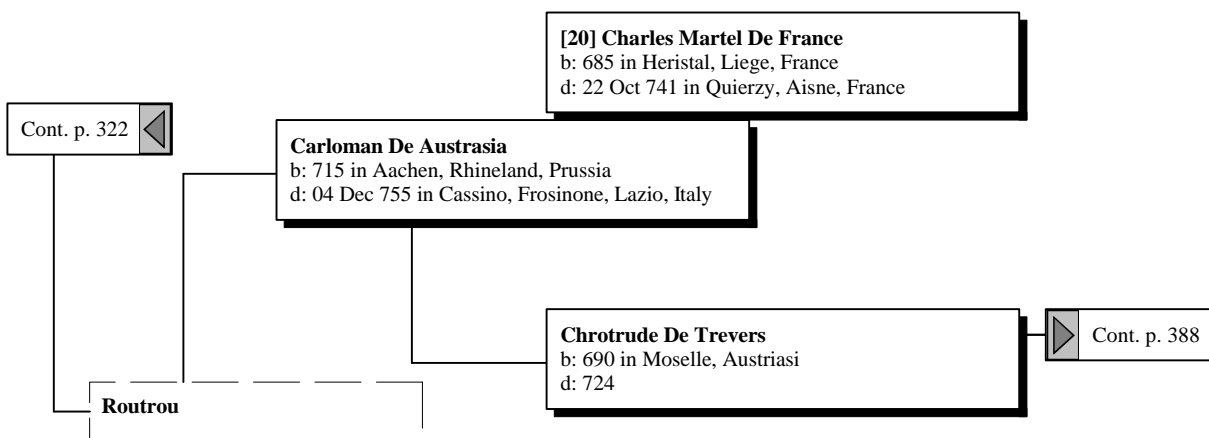 [20] Charles Martel De France
b: 685 in Heristal, Liege, France
d: 22 Oct 741 in Quierzy, Aisne, France
Cont. p. 322
Carloman De Austrasia
b: 715 in Aachen, Rhineland, Prussia
d: 04 Dec 755 in Cassino, Frosinone, Lazio, Italy
Chrotrude De Trevers
b: 690 in Moselle, Austriasi
d: 724
Cont. p. 388
Routrou